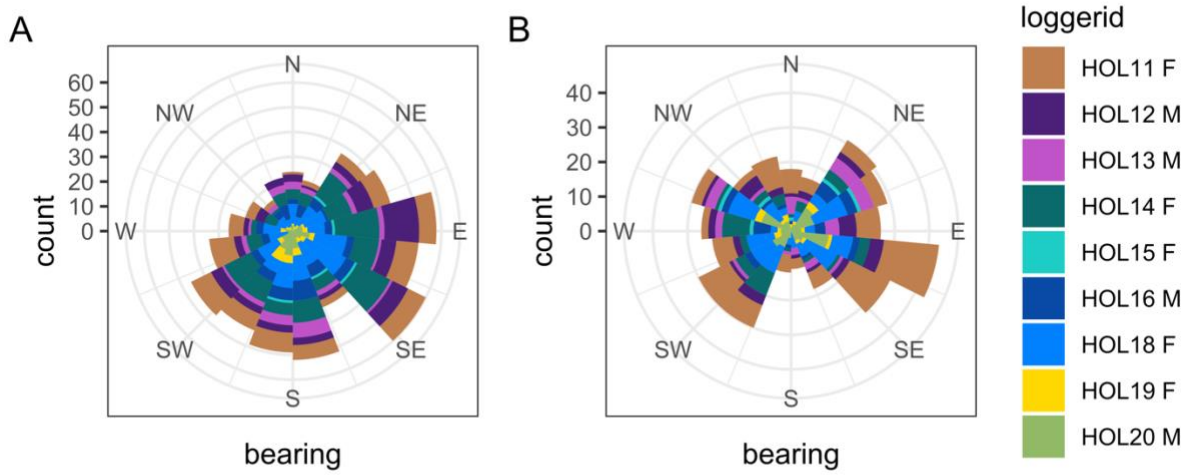 A
N
NE
E
SE
S
SW
W
NW
60
50
40
30
20
10
0
count
bearing
B
N
NE
E
SE
S
SW
W
NW
40
30
20
10
0
count
bearing
loggerid
HOL11 F
HOL12 M
HOL13 M
HOL14 F
HOL15 F
HOL16 M
HOL18 F
HOL19 F
HOL20 M